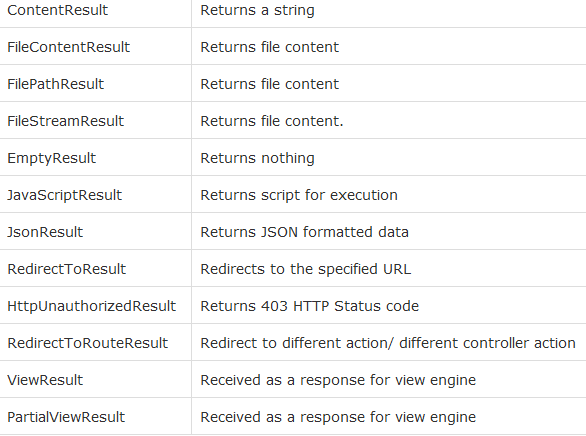 ContentResult Returns a string
FileContentResult Returns file content
FilePathResult Returns file content
FileStreamResult Returns file content.
EmptyResult Returns nothing
JavaScriptResult Returns script for execution
JsonResult Returns JSON formatted data
RedirectToResult Redirects to the specified URL
HttpUnauthorizedResult Returns 403 HTTP Status code
RedirectToRouteResult Redirect to different action/ different controller action
ViewResult Received as a response for view engine
PartialViewResult Received as a response for view engine